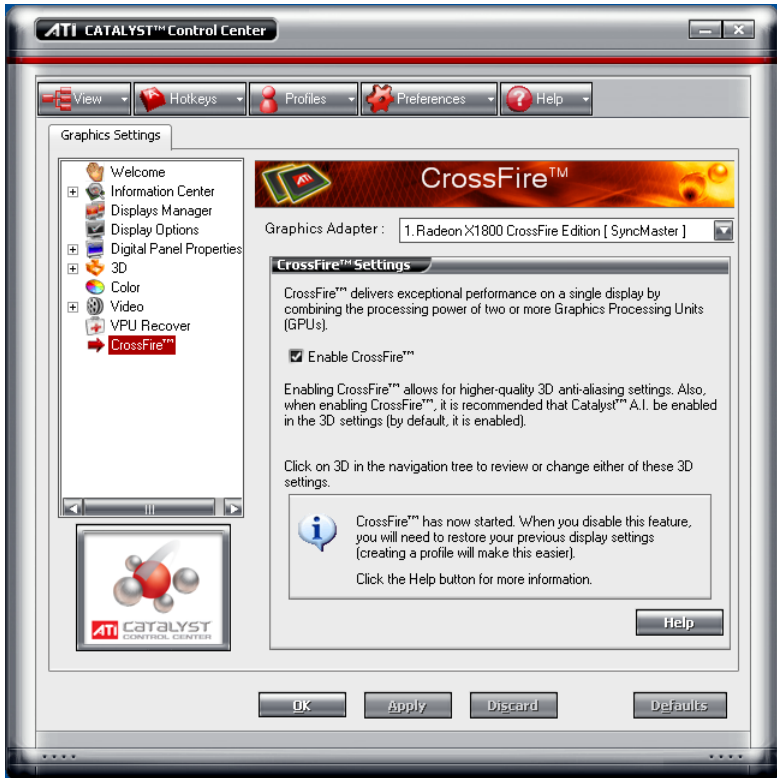 ATI CATALYST™ Control Center
View
Hotkeys
Profiles
Preferences
Help
Graphics Settings
Welcome
Information Center
Displays Manager
Display Options
Digital Panel Properties
3D
Color
Video
VPU Recover
CrossFire™
ATI
CrossFire™
Graphics Adapter :
1. Radeon X1800 CrossFire Edition [ SyncMaster ]
CrossFire™ Settings
CrossFire™ delivers exceptional performance on a single display by
combining the processing power of two or more Graphics Processing Units
(GPUs).
Enable CrossFire™
Enabling CrossFire™ allows for higher-quality 3D anti-aliasing settings. Also,
when enabling CrossFire™, it is recommended that Catalyst™ A.I. be enabled
in the 3D settings (by default, it is enabled).
Click on 3D in the navigation tree to review or change either of these 3D
settings.
CrossFire™ has now started. When you disable this feature,
you will need to restore your previous display settings
(creating a profile will make this easier).
Click the Help button for more information.
Help
ATI CATALYST
CONTROL CENTER
OK
Apply
Discard
Defaults